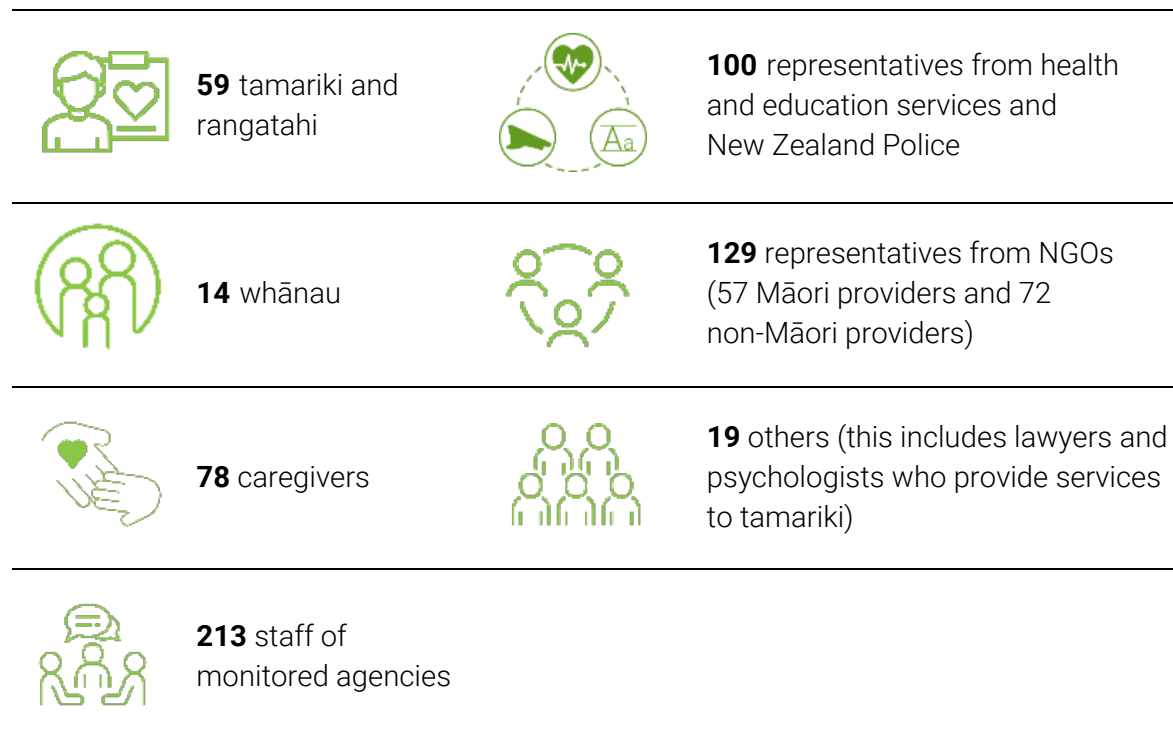 59 tamariki and
rangatahi
Aa
100 representatives from health
and education services and
New Zealand Police
14 whānau
129 representatives from NGOs
(57 Māori providers and 72
non-Māori providers)
78 caregivers
19 others (this includes lawyers and
psychologists who provide services
to tamariki)
213 staff of
monitored agencies